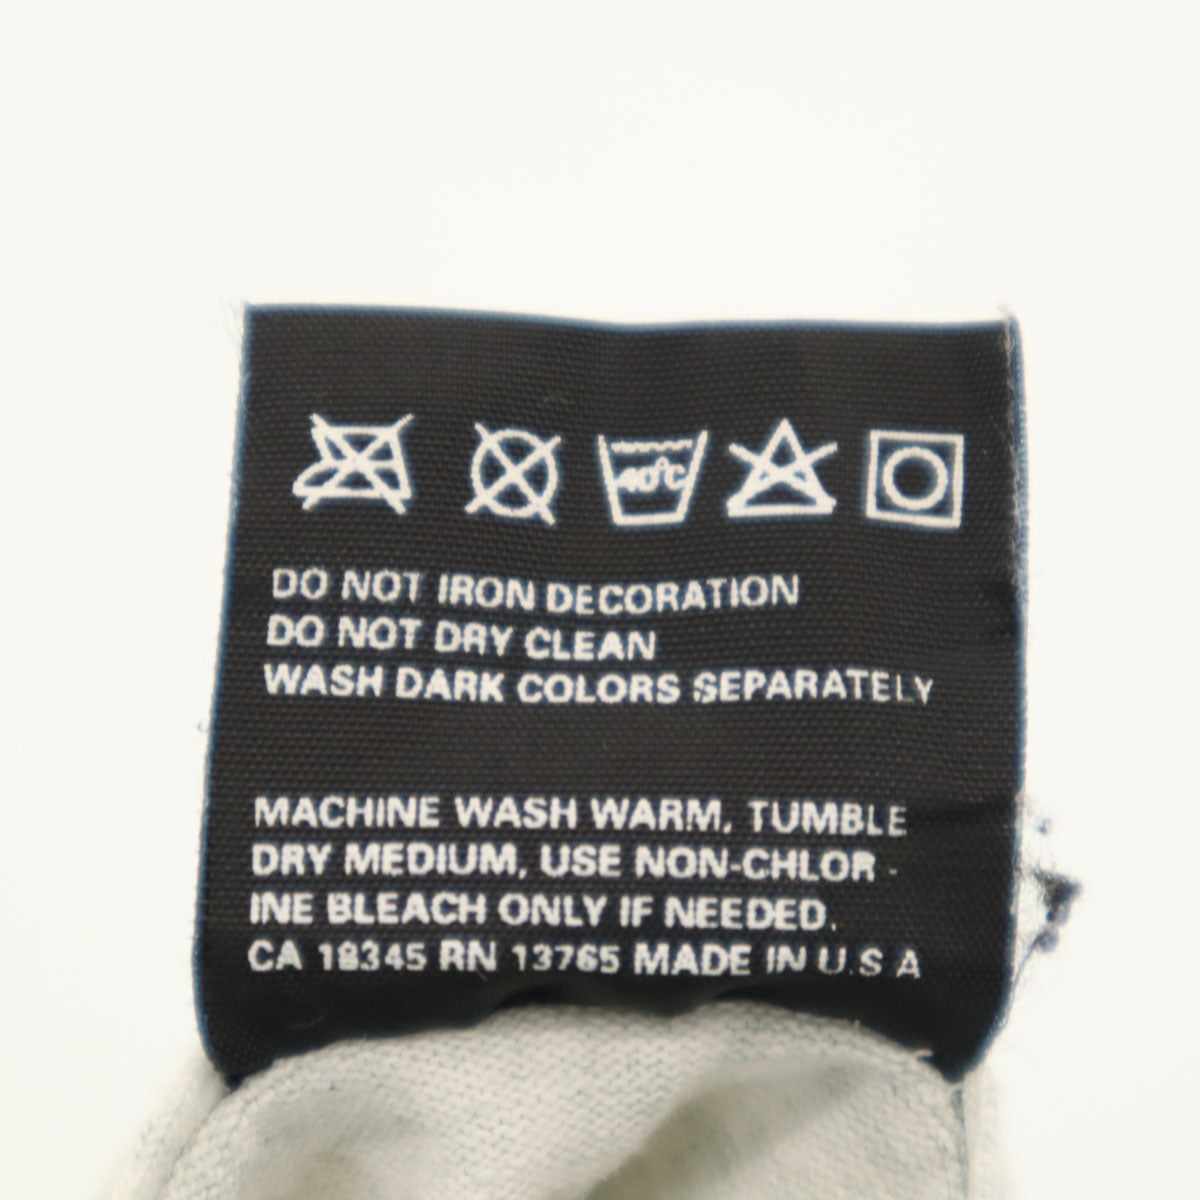 40°C
DO NOT IRON DECORATION
DO NOT DRY CLEAN
WASH DARK COLORS SEPARATELY
MACHINE WASH WARM, TUMBLE
DRY MEDIUM, USE NON-CHLOR -
INE BLEACH ONLY IF NEEDED.
CA 18345 RN 13765 MADE IN U.S A